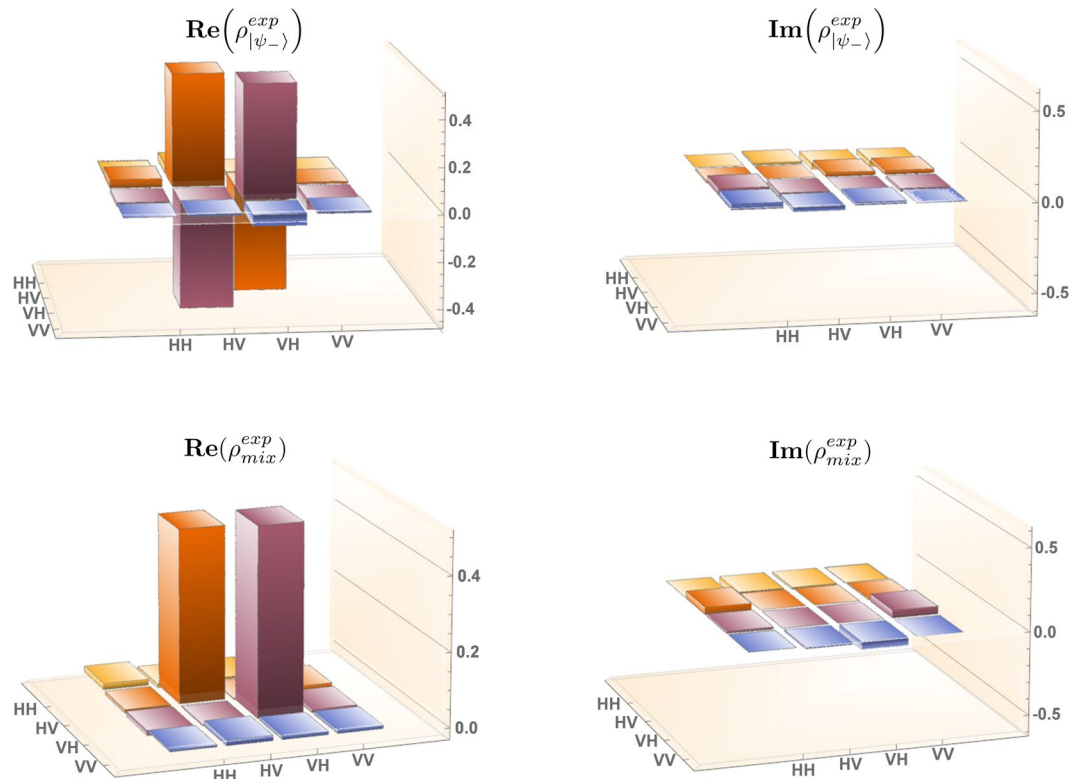 Re(ρ^{exp}_{|ψ_-⟩})
0.4
0.2
0.0
-0.2
-0.4
HH
HV
VH
VV
HH HV VH VV
Im(ρ^{exp}_{|ψ_-⟩})
0.5
0.0
-0.5
HH
HV
VH
VV
HH HV VH VV
Re(ρ^{exp}_{mix})
0.4
0.2
0.0
HH
HV
VH
VV
HH HV VH VV
Im(ρ^{exp}_{mix})
0.5
0.0
-0.5
HH
HV
VH
VV
HH HV VH VV